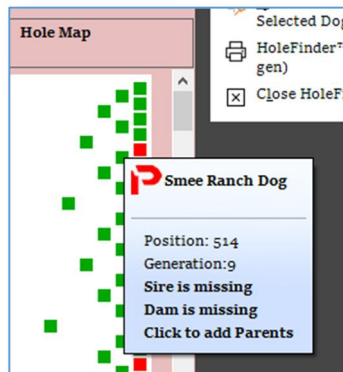 Selected Dog
Hole Map
HoleFinder™
gen)
Close HoleFi
Smee Ranch Dog
Position: 514
Generation:9
Sire is missing
Dam is missing
Click to add Parents